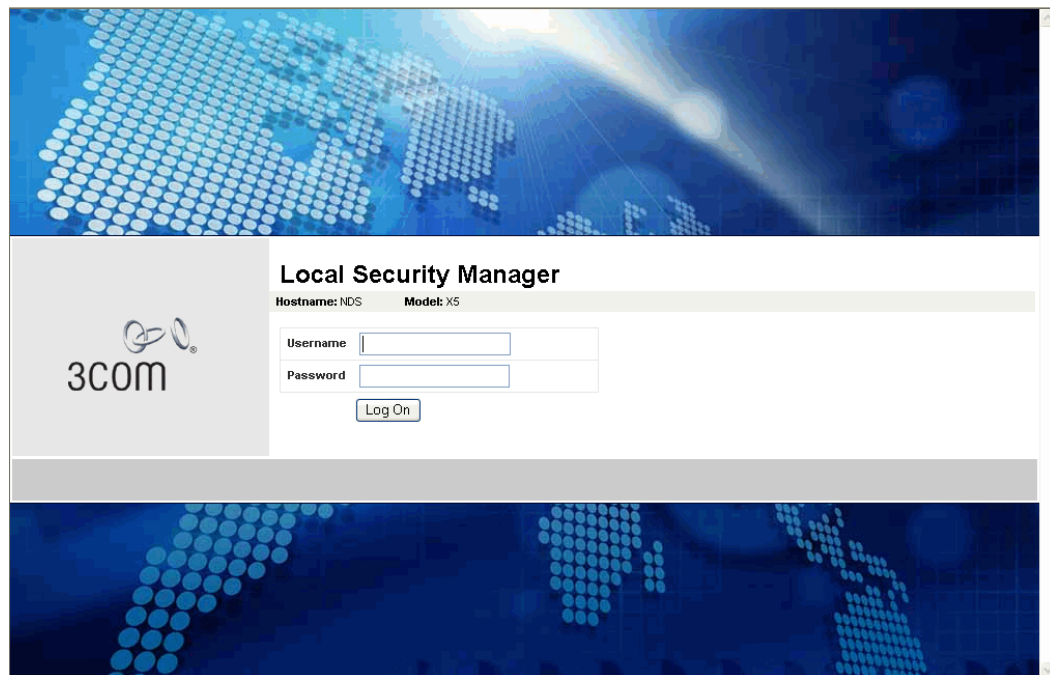 Local Security Manager
Hostname: NDS Model: X5
3COM
®
Username
Password
Log On